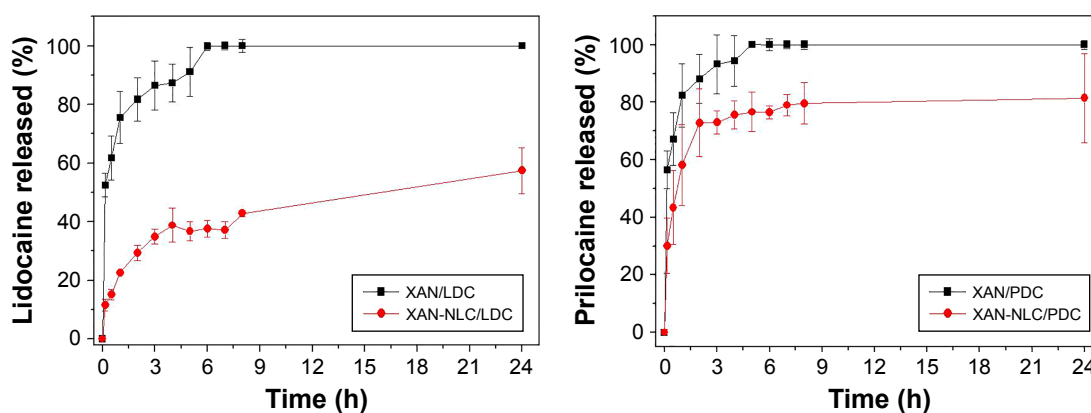 Lidocaine released (%)
100
80
60
40
20
0
XAN/LDC
XAN-NLC/LDC
0 3 6 9 12 15 18 21 24
Time (h)
Prilocaine released (%)
100
80
60
40
20
0
XAN/PDC
XAN-NLC/PDC
0 3 6 9 12 15 18 21 24
Time (h)